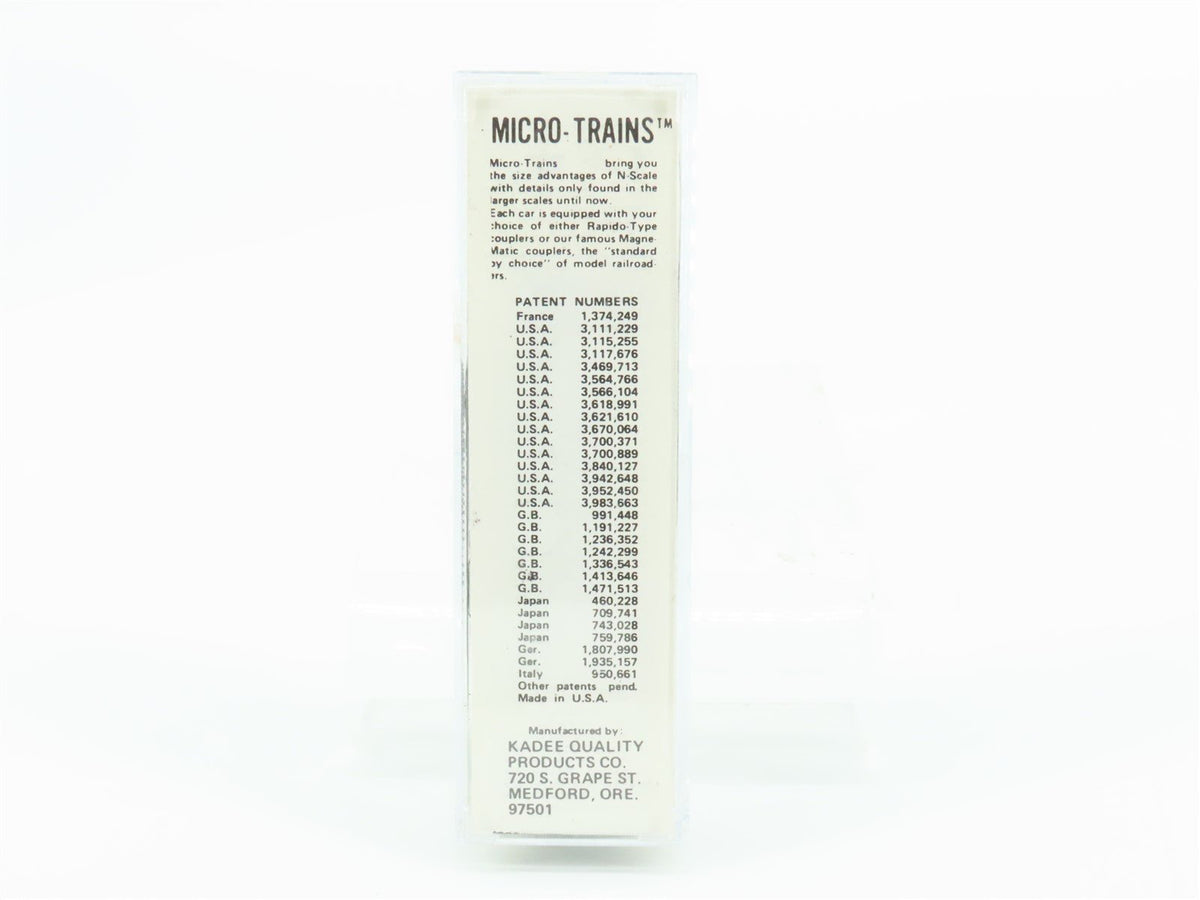 MICRO-TRAINS™
Micro-Trains bring you
the size advantages of N-Scale
with details only found in the
larger scales until now.
Each car is equipped with your
choice of either Rapido-Type
couplers or our famous Magne-
Matic couplers, the "standard
by choice" of model railroad-
ers.
PATENT NUMBERS
France 1,374,249
U.S.A. 3,111,229
U.S.A. 3,115,255
U.S.A. 3,117,676
U.S.A. 3,469,713
U.S.A. 3,564,766
U.S.A. 3,566,104
U.S.A. 3,618,991
U.S.A. 3,621,610
U.S.A. 3,670,064
U.S.A. 3,700,371
U.S.A. 3,700,889
U.S.A. 3,840,127
U.S.A. 3,942,648
U.S.A. 3,952,450
U.S.A. 3,983,663
G.B. 991,448
G.B. 1,191,227
G.B. 1,236,352
G.B. 1,242,299
G.B. 1,336,543
G.B. 1,413,646
G.B. 1,471,513
Japan 460,228
Japan 709,741
Japan 743,028
Japan 759,786
Ger. 1,807,990
Ger. 1,935,157
Italy 950,661
Other patents pend.
Made in U.S.A.
Manufactured by:
KADEE QUALITY
PRODUCTS CO.
720 S. GRAPE ST.
MEDFORD, ORE.
97501